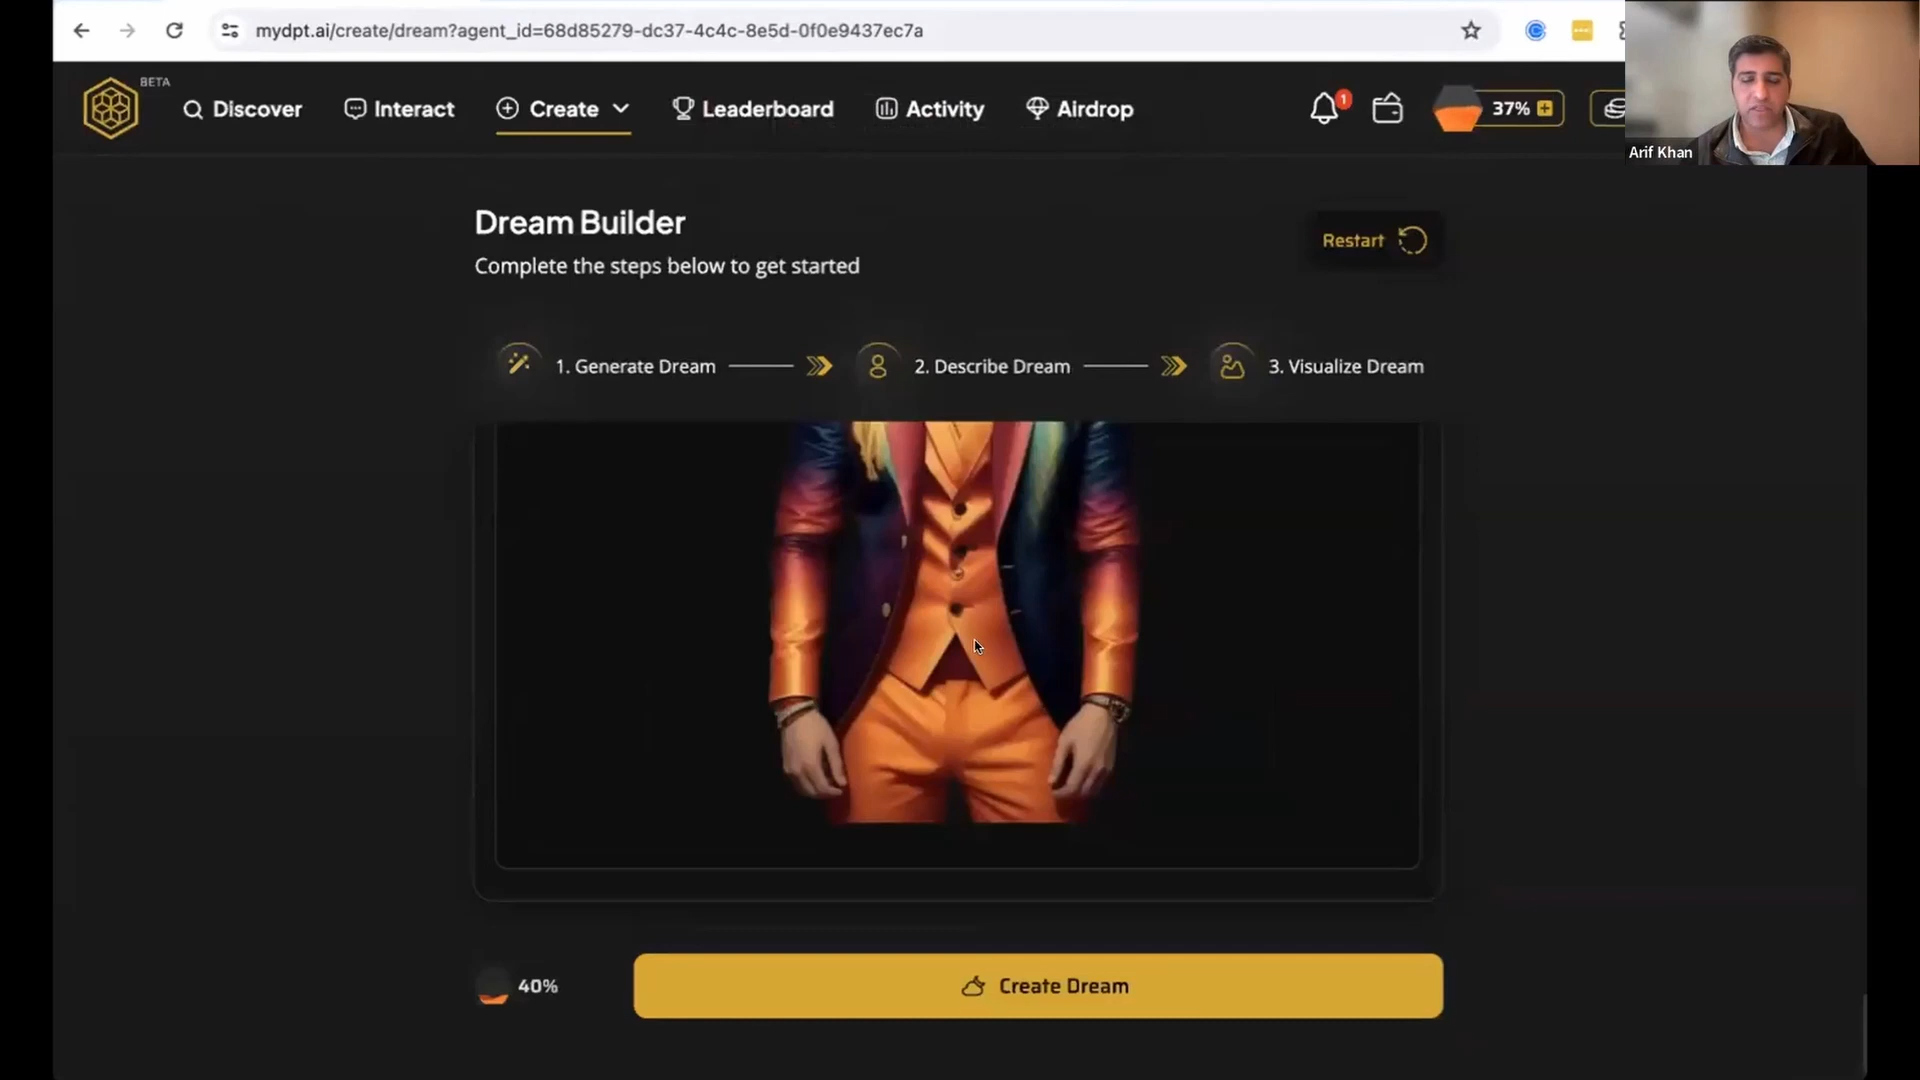 mydpt.ai/create/dream?agent_id=68d85279-dc37-4c4c-8e5d-0f0e9437ec7a
BETA
Discover
Interact
Create
Leaderboard
Activity
Airdrop
1
37%
Arif Khan
Dream Builder
Complete the steps below to get started
Restart
1. Generate Dream
2. Describe Dream
3. Visualize Dream
40%
Create Dream